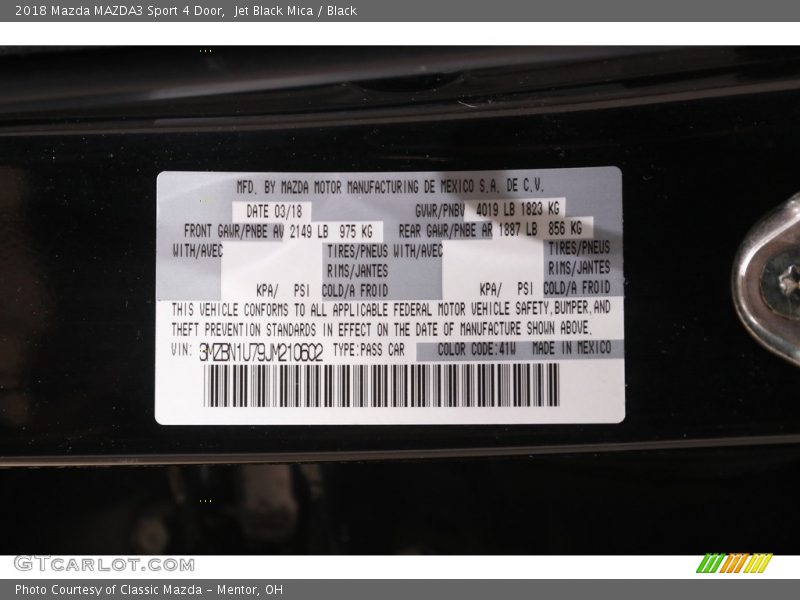 2018 Mazda MAZDA3 Sport 4 Door, Jet Black Mica / Black
MFD. BY MAZDA MOTOR MANUFACTURING DE MEXICO S.A. DE C.V.
DATE 03/18 GVWR/PNBV 4019 LB 1823 KG
FRONT GAWR/PNBE AV 2149 LB 975 KG REAR GAWR/PNBE AR 1887 LB 856 KG
WITH/AVEC TIRES/PNEUS WITH/AVEC TIRES/PNEUS
RIMS/JANTES RIMS/JANTES
KPA/ PSI COLD/A FROID KPA/ PSI COLD/A FROID
THIS VEHICLE CONFORMS TO ALL APPLICABLE FEDERAL MOTOR VEHICLE SAFETY,BUMPER,AND
THEFT PREVENTION STANDARDS IN EFFECT ON THE DATE OF MANUFACTURE SHOWN ABOVE.
VIN: 3MZBN1U79JM210602 TYPE:PASS CAR COLOR CODE:41W MADE IN MEXICO
GTCARLOT.COM
Photo Courtesy of Classic Mazda - Mentor, OH